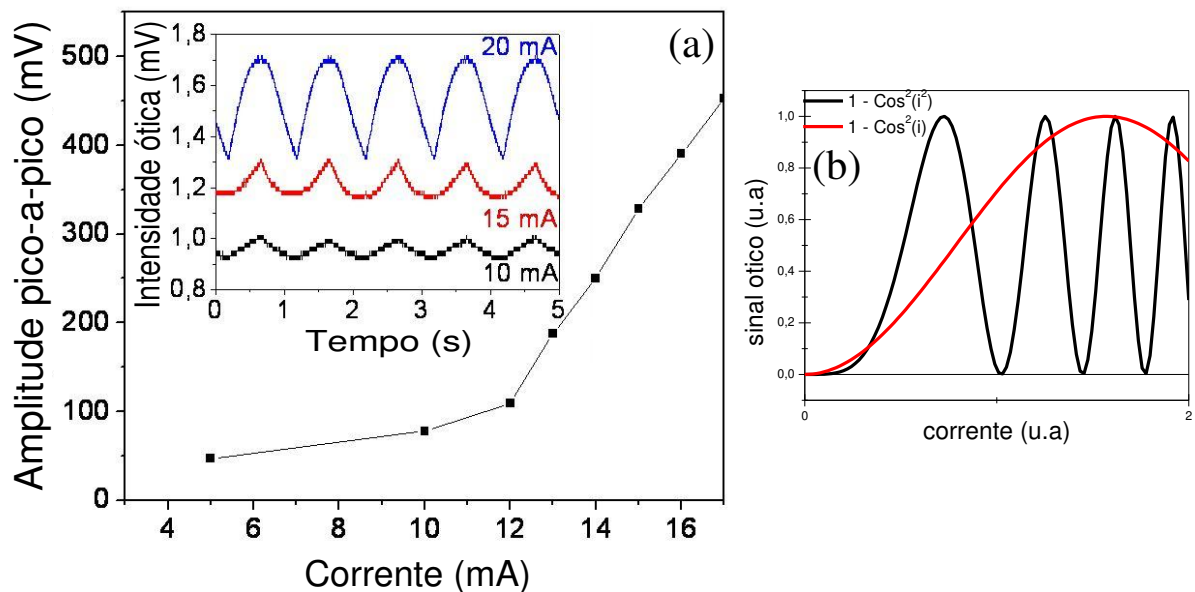 Amplitude pico-a-pico (mV)
500
400
300
200
100
0
4
6
8
10
12
14
16
Corrente (mA)
(a)
Intensidade ótica (mV)
1,8
1,6
1,4
1,2
1,0
0,8
20 mA
15 mA
10 mA
0
1
2
3
4
5
Tempo (s)
1 - Cos²(i²)
1 - Cos²(i)
(b)
sinal otico (u.a)
1,0
0,8
0,6
0,4
0,2
0,0
0
2
corrente (u.a)